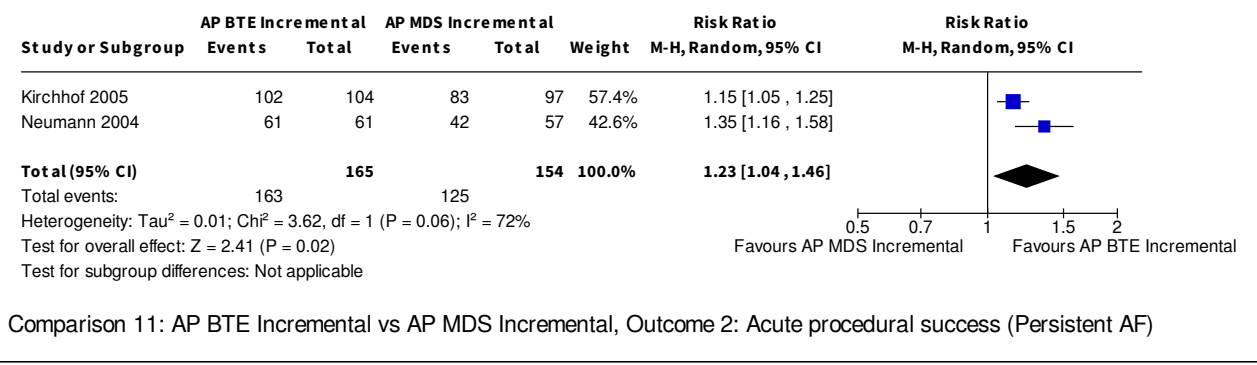 AP BTE Incremental AP MDS Incremental Risk Ratio Risk Ratio
Study or Subgroup Events Total Events Total Weight M-H, Random, 95% CI M-H, Random, 95% CI
Kirchhof 2005 102 104 83 97 57.4% 1.15 [1.05 , 1.25]
Neumann 2004 61 61 42 57 42.6% 1.35 [1.16 , 1.58]
Total (95% CI) 165 154 100.0% 1.23 [1.04 , 1.46]
Total events: 163 125
Heterogeneity: Tau² = 0.01; Chi² = 3.62, df = 1 (P = 0.06); I² = 72%
Test for overall effect: Z = 2.41 (P = 0.02)
Test for subgroup differences: Not applicable
0.5 0.7 1 1.5 2
Favours AP MDS Incremental Favours AP BTE Incremental
Comparison 11: AP BTE Incremental vs AP MDS Incremental, Outcome 2: Acute procedural success (Persistent AF)